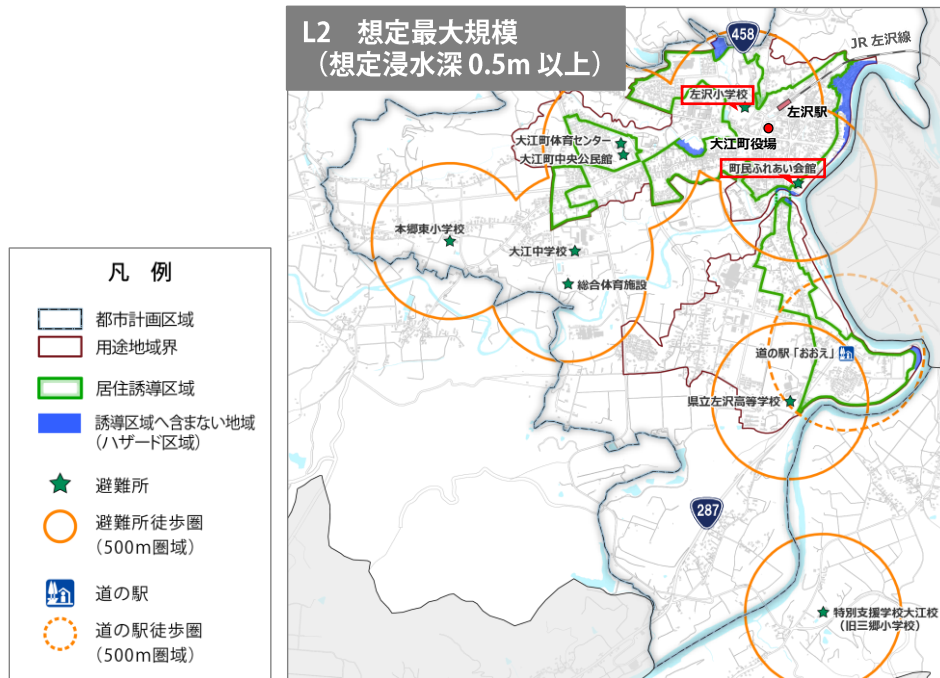 L2 想定最大規模
（想定浸水深 0.5m 以上）
458
JR 左沢線
左沢小学校
左沢駅
大江町体育センター
大江町役場
大江町中央公民館
町民ふれあい会館
本郷東小学校
大江中学校
総合体育施設
道の駅「おおえ」
県立左沢高等学校
287
特別支援学校大江校
（旧三郷小学校）
凡 例
都市計画区域
用途地域界
居住誘導区域
誘導区域へ含まない地域
（ハザード区域）
避難所
避難所徒歩圏
（500m圏域）
道の駅
道の駅徒歩圏
（500m圏域）